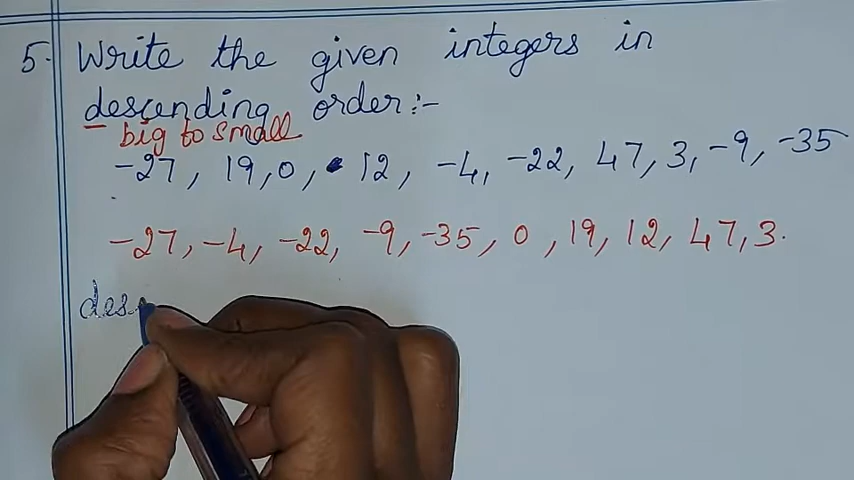 5. Write the given integers in
descending order:-
big to small
-27, 19, 0, 12, -4, -22, 47, 3, -9, -35
-27, -4, -22, -9, -35, 0, 19, 12, 47, 3.
des